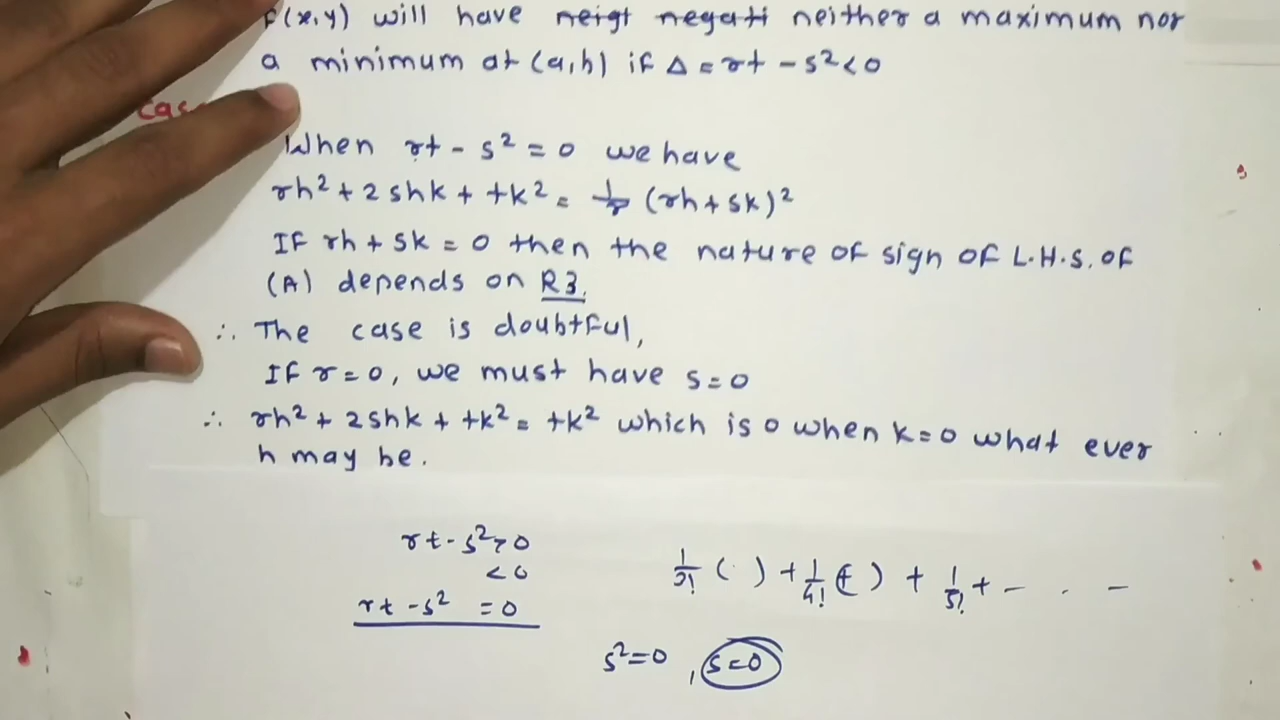 F(x,y) will have neigt negati neither a maximum nor
a minimum at (a,b) if Δ = rt - s² < 0
Cas
When rt - s² = 0 we have
rh² + 2shk + tk² = 1/r (rh + sk)²
IF rh + sk = 0 then the nature of sign of L.H.S. of
(A) depends on R3.
∴ The case is doubtful,
If r = 0, we must have s = 0
∴ rh² + 2shk + tk² = tk² which is 0 when k = 0 what ever
h may be.
rt - s² > 0
< 0
rt - s² = 0
1/3! ( ) + 1/4! ( ) + 1/5! + - . . -
s² = 0 , s = 0